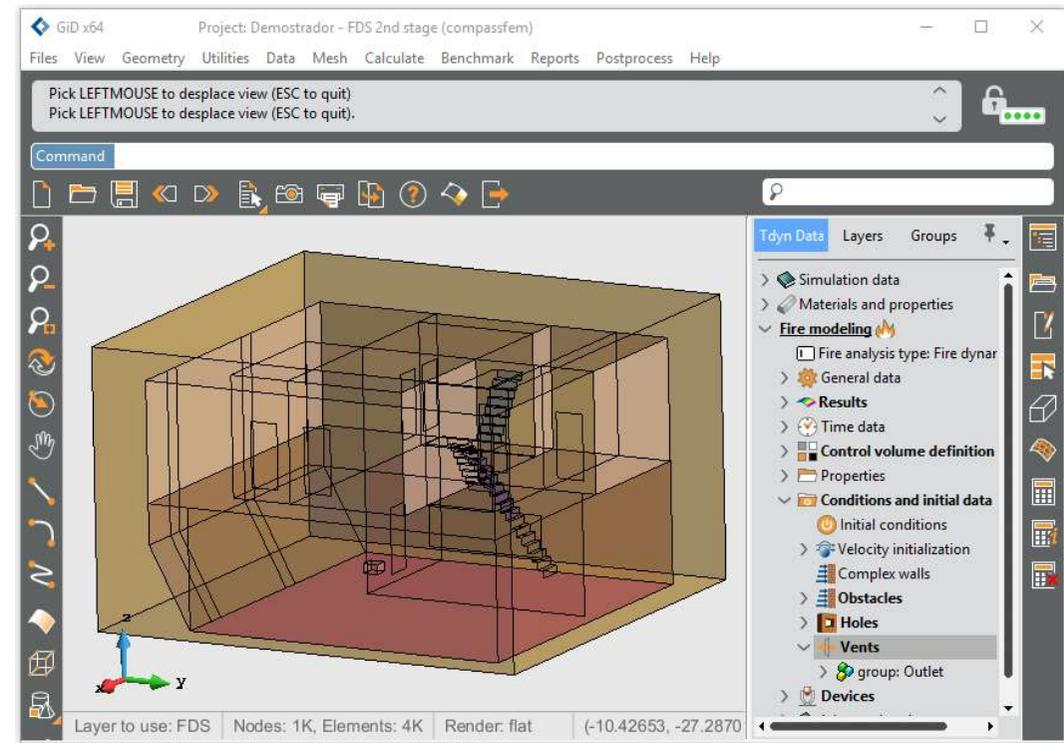 GiD x64 Project: Demostrador - FDS 2nd stage (compassfem)
Files View Geometry Utilities Data Mesh Calculate Benchmark Reports Postprocess Help
Pick LEFTMOUSE to desplace view (ESC to quit)
Pick LEFTMOUSE to desplace view (ESC to quit).
Command
Tdyn Data Layers Groups
Simulation data
Materials and properties
Fire modeling
Fire analysis type: Fire dynar
General data
Results
Time data
Control volume definition
Properties
Conditions and initial data
Initial conditions
Velocity initialization
Complex walls
Obstacles
Holes
Vents
group: Outlet
Devices
z
x y
Layer to use: FDS Nodes: 1K, Elements: 4K Render: flat (-10.42653, -27.2870